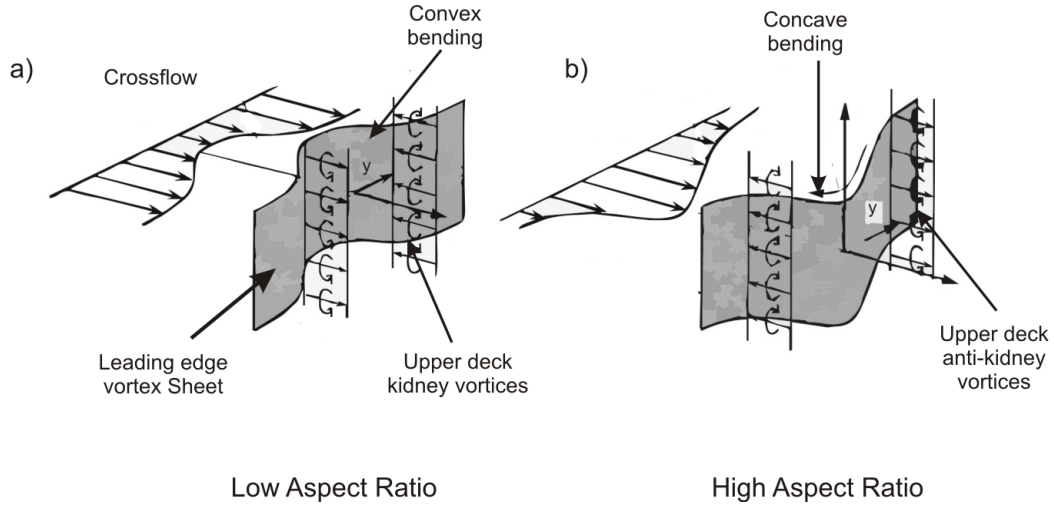 a)
Crossflow
Convex
bending
y
Leading edge
vortex Sheet
Upper deck
kidney vortices
Low Aspect Ratio
b)
Concave
bending
y
Upper deck
anti-kidney
vortices
High Aspect Ratio